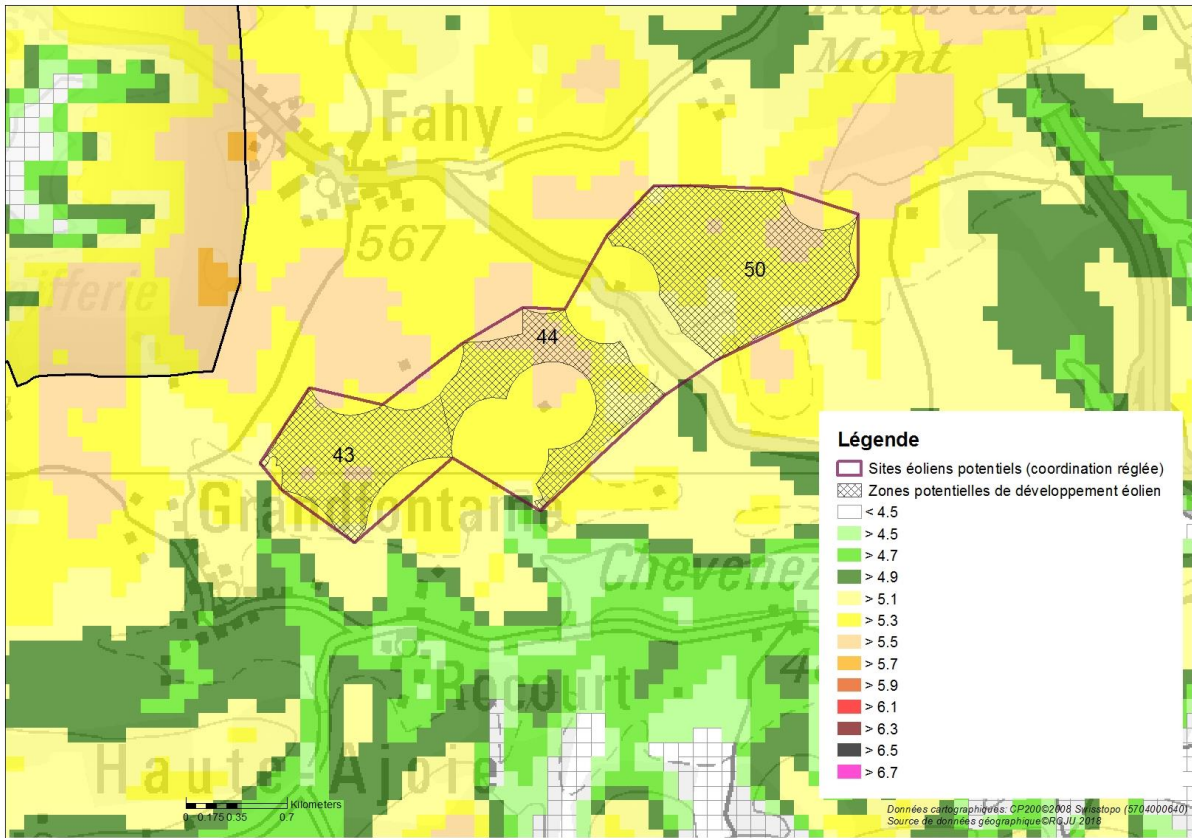 Haut du
Mont
Fahy
567
50
44
43
Grandfontaine
Chevenez
Rocourt
Haute-Ajoie
Légende
Sites éoliens potentiels (coordination réglée)
Zones potentielles de développement éolien
< 4.5
> 4.5
> 4.7
> 4.9
> 5.1
> 5.3
> 5.5
> 5.7
> 5.9
> 6.1
> 6.3
> 6.5
> 6.7
Kilometers
0 0.175 0.35 0.7
Données cartographiques: CP200©2008 Swisstopo (5704000640)
Source de données géographique©RCJU 2018